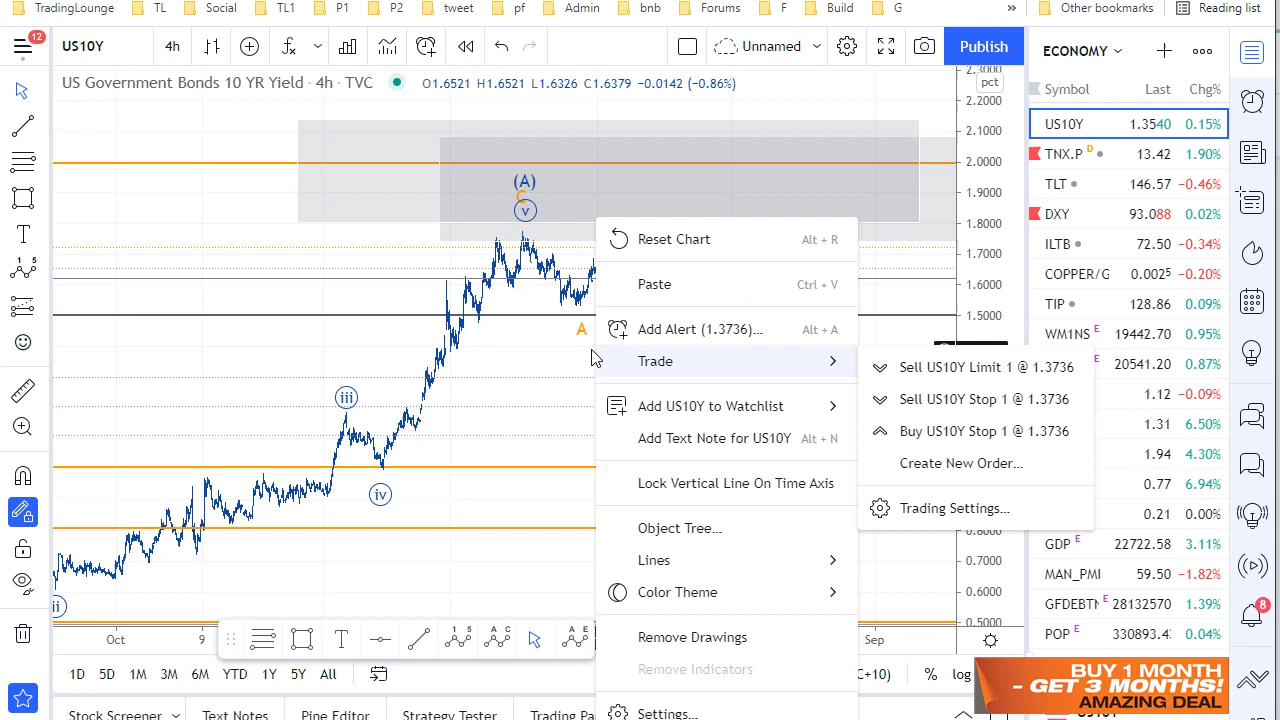 TradingLounge TL Social TL1 P1 P2 tweet pf Admin bnb Forums F Build G » Other bookmarks Reading list
12
US10Y 4h Unnamed Publish
ECONOMY
US Government Bonds 10 YR Yield · 4h · TVC O1.6521 H1.6521 L1.6326 C1.6379 −0.0142 (−0.86%)
Symbol Last Chg%
US10Y 1.3540 0.15%
TNX.P D 13.42 1.90%
TLT 146.57 −0.46%
DXY 93.088 0.02%
ILTB 72.50 −0.34%
COPPER/G 0.0025 −0.20%
TIP 128.86 0.09%
WM1NS E 19442.70 0.95%
E 20541.20 0.87%
1.12 −0.09%
1.31 6.50%
1.94 4.30%
0.77 6.94%
0.21 0.00%
GDP E 22722.58 3.11%
MAN_PMI 59.50 −1.82%
GFDEBTN E 28132570 1.39%
POP E 330893.4 0.04%
2.3000
pct
2.2000
2.1000
2.0000
1.9000
1.8000
1.7000
1.6000
1.5000
0.8000
0.7000
0.6000
0.5000
(A)
C
v
A
iii
iv
ii
Reset Chart Alt + R
Paste Ctrl + V
Add Alert (1.3736)... Alt + A
Trade
Add US10Y to Watchlist
Add Text Note for US10Y Alt + N
Lock Vertical Line On Time Axis
Object Tree...
Lines
Color Theme
Remove Drawings
Remove Indicators
Settings...
Sell US10Y Limit 1 @ 1.3736
Sell US10Y Stop 1 @ 1.3736
Buy US10Y Stop 1 @ 1.3736
Create New Order...
Trading Settings...
Oct 9 Sep
8
1D 5D 1M 3M 6M YTD 1Y 5Y All
C+10) % log
BUY 1 MONTH
- GET 3 MONTHS!
AMAZING DEAL
Stock Screener Text Notes Pine Editor Strategy Tester Trading Pa